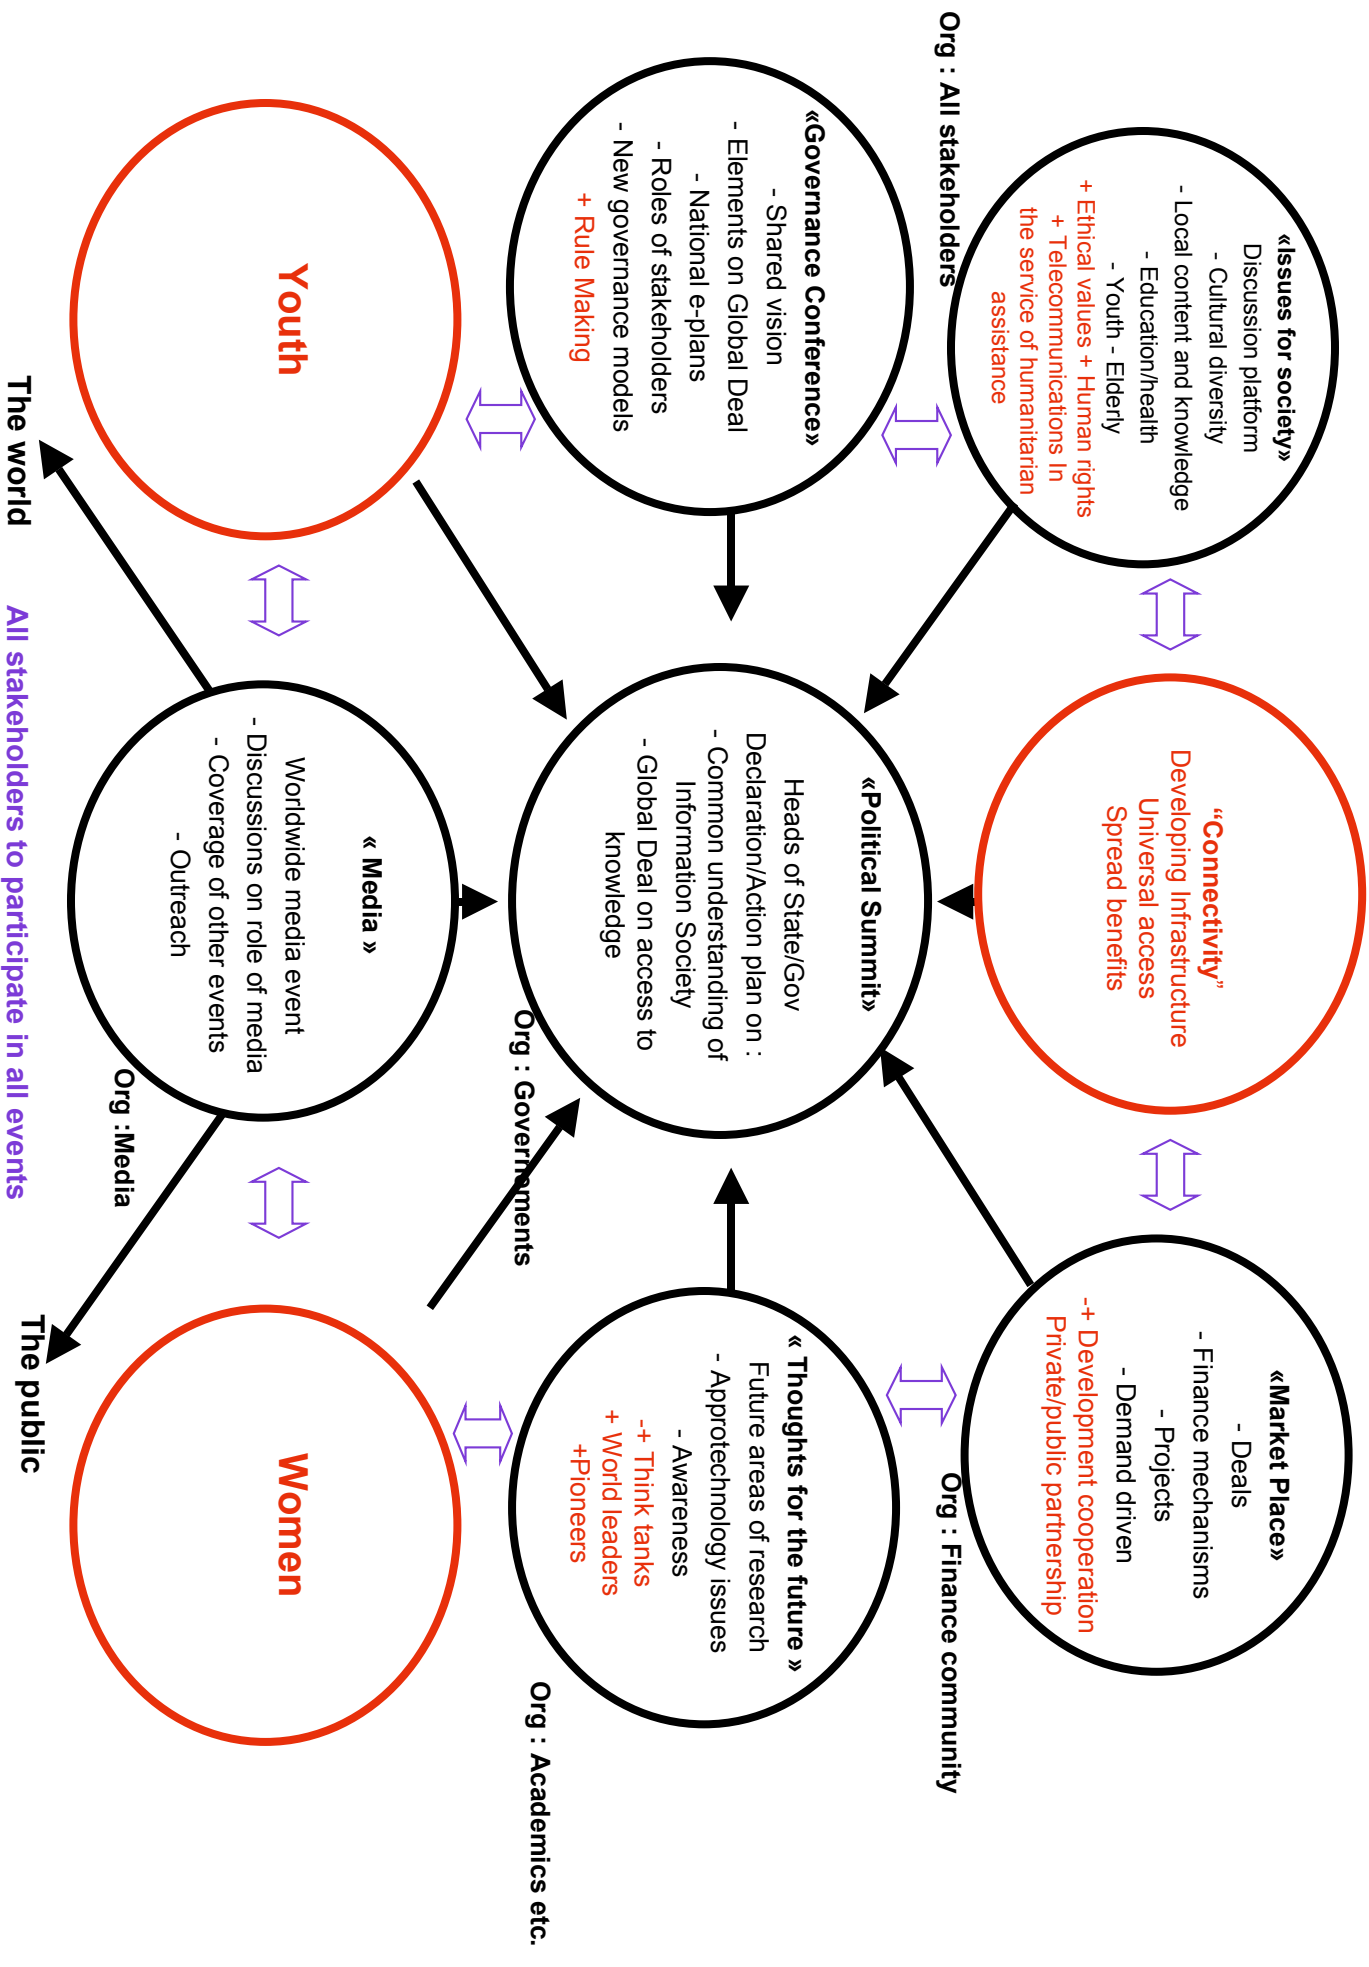 «Issues for society»
Discussion platform
- Cultural diversity
- Local content and knowledge
- Education/health
- Youth - Elderly
+ Ethical values + Human rights
+ Telecommunications In
the service of humanitarian
assistance
Org : All stakeholders
“Connectivity”
Developing Infrastructure
Universal access
Spread benefits
«Market Place»
- Deals
- Finance mechanisms
- Projects
- Demand driven
-+ Development cooperation
Private/public partnership
Org : Finance community
«Governance Conference»
- Shared vision
- Elements on Global Deal
- National e-plans
- Roles of stakeholders
- New governance models
+ Rule Making
«Political Summit»
Heads of State/Gov
Declaration/Action plan on :
- Common understanding of
Information Society
- Global Deal on access to
knowledge
Org : Governements
« Thoughts for the future »
Future areas of research
- Approtechnology issues
- Awareness
-+ Think tanks
+ World leaders
+Pioneers
Org : Academics etc.
Youth
« Media »
Worldwide media event
- Discussions on role of media
- Coverage of other events
- Outreach
Org :Media
Women
The world
The public
All stakeholders to participate in all events